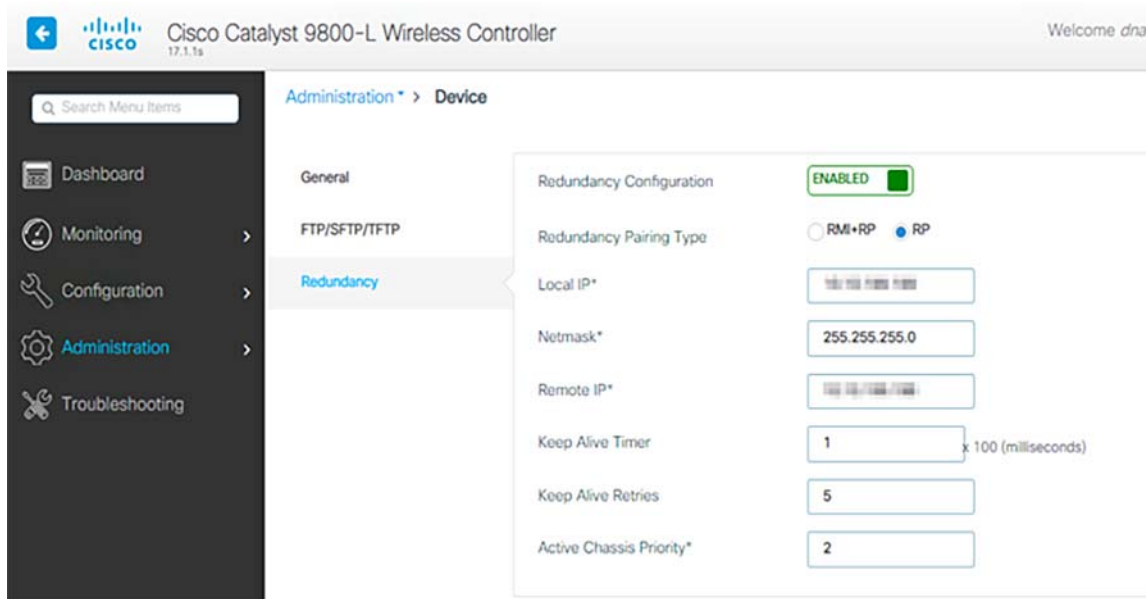 CISCO
Cisco Catalyst 9800-L Wireless Controller
17.1.1s
Welcome dna
Search Menu Items
Administration * > Device
Dashboard
Monitoring
Configuration
Administration
Troubleshooting
General
FTP/SFTP/TFTP
Redundancy
Redundancy Configuration ENABLED
Redundancy Pairing Type RMI+RP RP
Local IP*
Netmask* 255.255.255.0
Remote IP*
Keep Alive Timer 1 x 100 (milliseconds)
Keep Alive Retries 5
Active Chassis Priority* 2